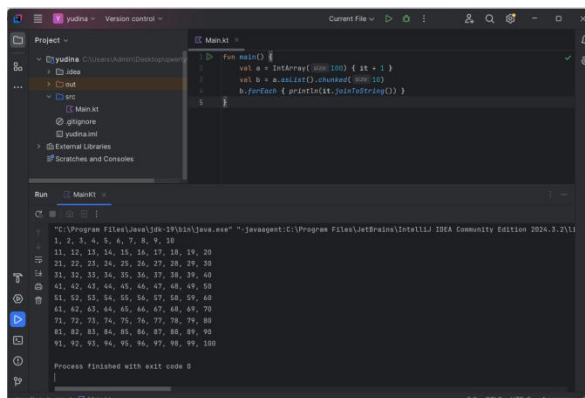 yudina Version control Current File
Project
Main.kt
yudina C:\Users\Admin\Desktop\qwerty
.idea
out
src
Main.kt
.gitignore
yudina.iml
External Libraries
Scratches and Consoles
1 fun main() {
2 val a = IntArray( size: 100) { it + 1 }
3 val b = a.asList().chunked( size: 10)
4 b.forEach { println(it.joinToString()) }
5 }
Run MainKt
"C:\Program Files\Java\jdk-19\bin\java.exe" "-javaagent:C:\Program Files\JetBrains\IntelliJ IDEA Community Edition 2024.3.2\li
1, 2, 3, 4, 5, 6, 7, 8, 9, 10
11, 12, 13, 14, 15, 16, 17, 18, 19, 20
21, 22, 23, 24, 25, 26, 27, 28, 29, 30
31, 32, 33, 34, 35, 36, 37, 38, 39, 40
41, 42, 43, 44, 45, 46, 47, 48, 49, 50
51, 52, 53, 54, 55, 56, 57, 58, 59, 60
61, 62, 63, 64, 65, 66, 67, 68, 69, 70
71, 72, 73, 74, 75, 76, 77, 78, 79, 80
81, 82, 83, 84, 85, 86, 87, 88, 89, 90
91, 92, 93, 94, 95, 96, 97, 98, 99, 100
Process finished with exit code 0